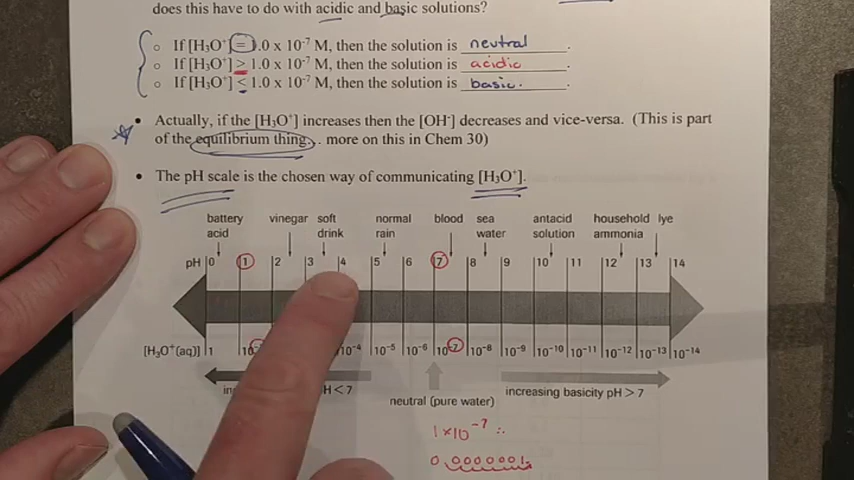 does this have to do with acidic and basic solutions?
If [H₃O⁺] = 1.0 x 10⁻⁷ M, then the solution is neutral.
If [H₃O⁺] > 1.0 x 10⁻⁷ M, then the solution is acidic.
If [H₃O⁺] < 1.0 x 10⁻⁷ M, then the solution is basic.
Actually, if the [H₃O⁺] increases then the [OH⁻] decreases and vice-versa. (This is part
of the equilibrium thing... more on this in Chem 30)
The pH scale is the chosen way of communicating [H₃O⁺].
battery vinegar soft normal blood sea antacid household lye
acid drink rain water solution ammonia
pH 0 1 2 3 4 5 6 7 8 9 10 11 12 13 14
[H₃O⁺(aq)] 1 10⁻⁴ 10⁻⁵ 10⁻⁶ 10⁻⁷ 10⁻⁸ 10⁻⁹ 10⁻¹⁰ 10⁻¹¹ 10⁻¹² 10⁻¹³ 10⁻¹⁴
H < 7 increasing basicity pH > 7
neutral (pure water)
1 x 10⁻⁷ ∴
0.0000001